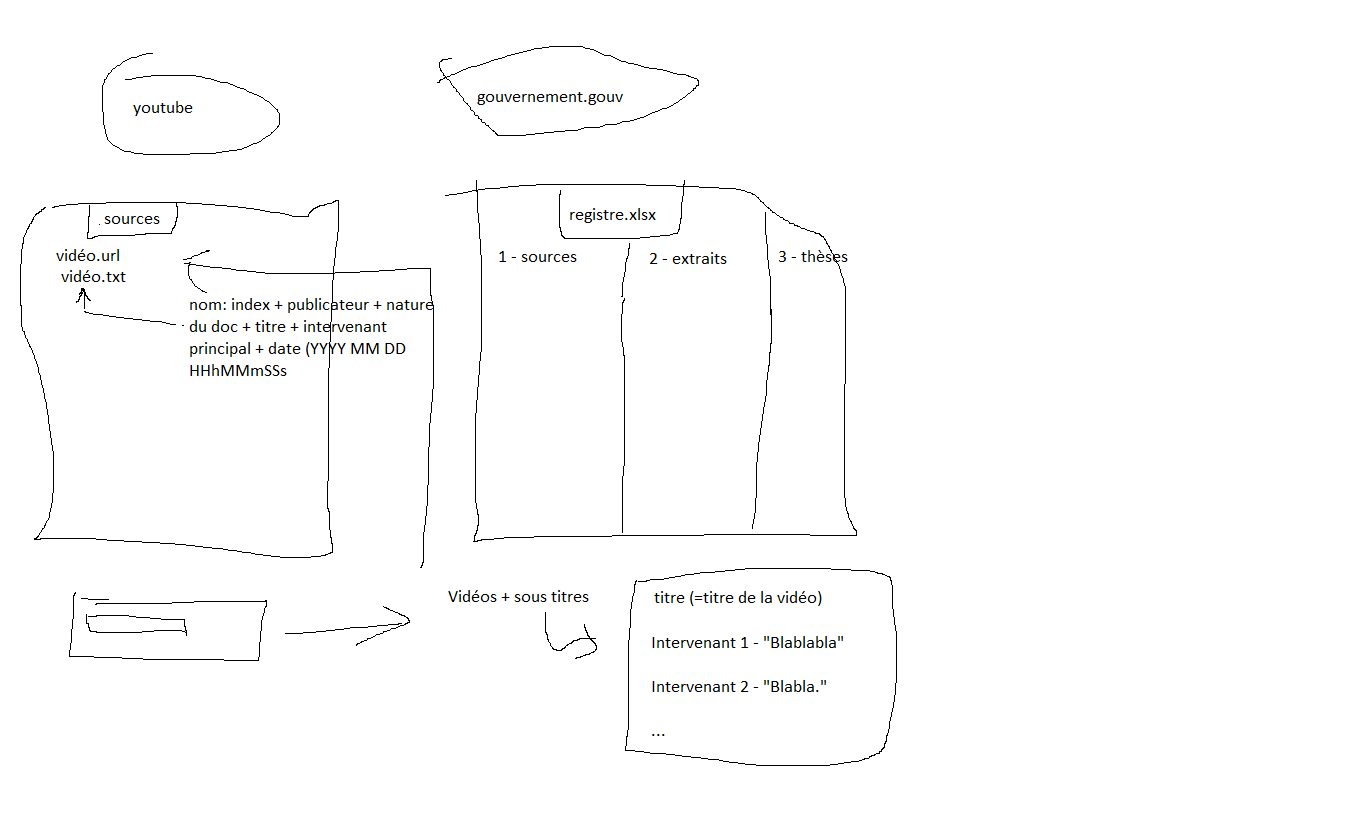 youtube
gouvernement.gouv
sources
vidéo.url
vidéo.txt
nom: index + publicateur + nature
du doc + titre + intervenant
principal + date (YYYY MM DD
HHhMMmSSs
registre.xlsx
1 - sources
2 - extraits
3 - thèses
Vidéos + sous titres
titre (=titre de la vidéo)
Intervenant 1 - "Blablabla"
Intervenant 2 - "Blabla."
...